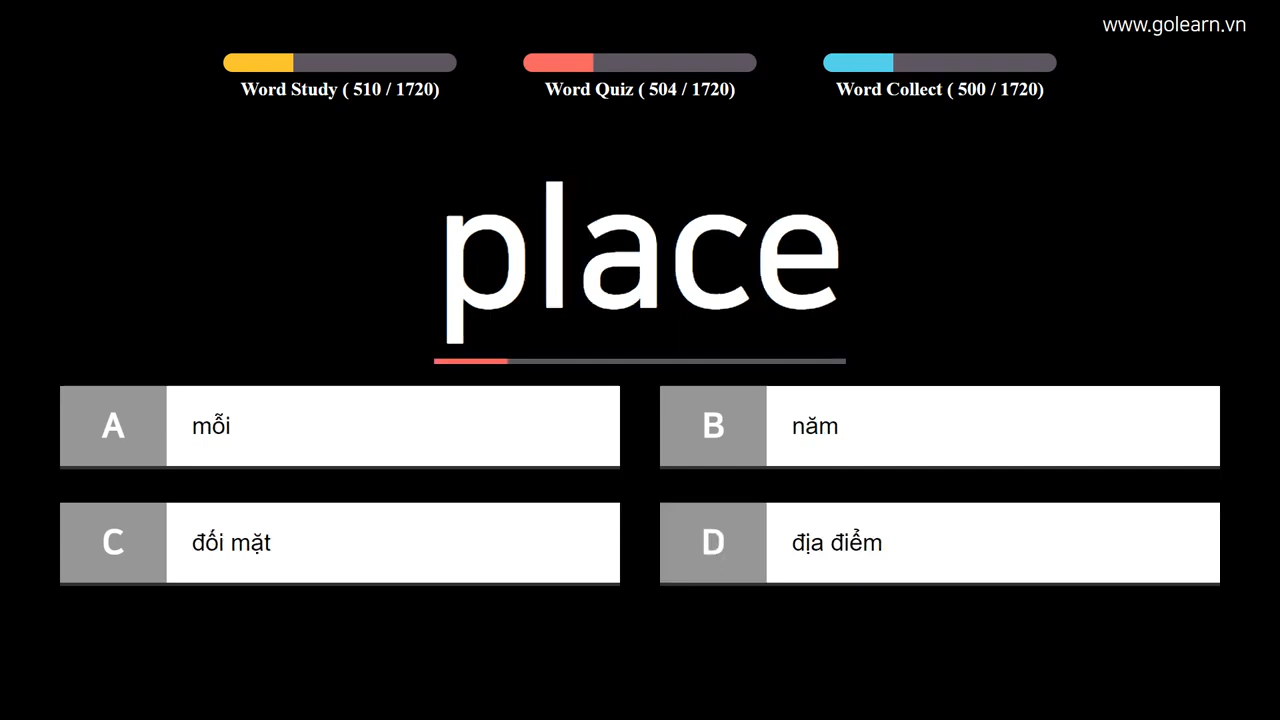 www.golearn.vn
Word Study ( 510 / 1720)
Word Quiz ( 504 / 1720)
Word Collect ( 500 / 1720)
place
A mỗi
B năm
C đối mặt
D địa điểm